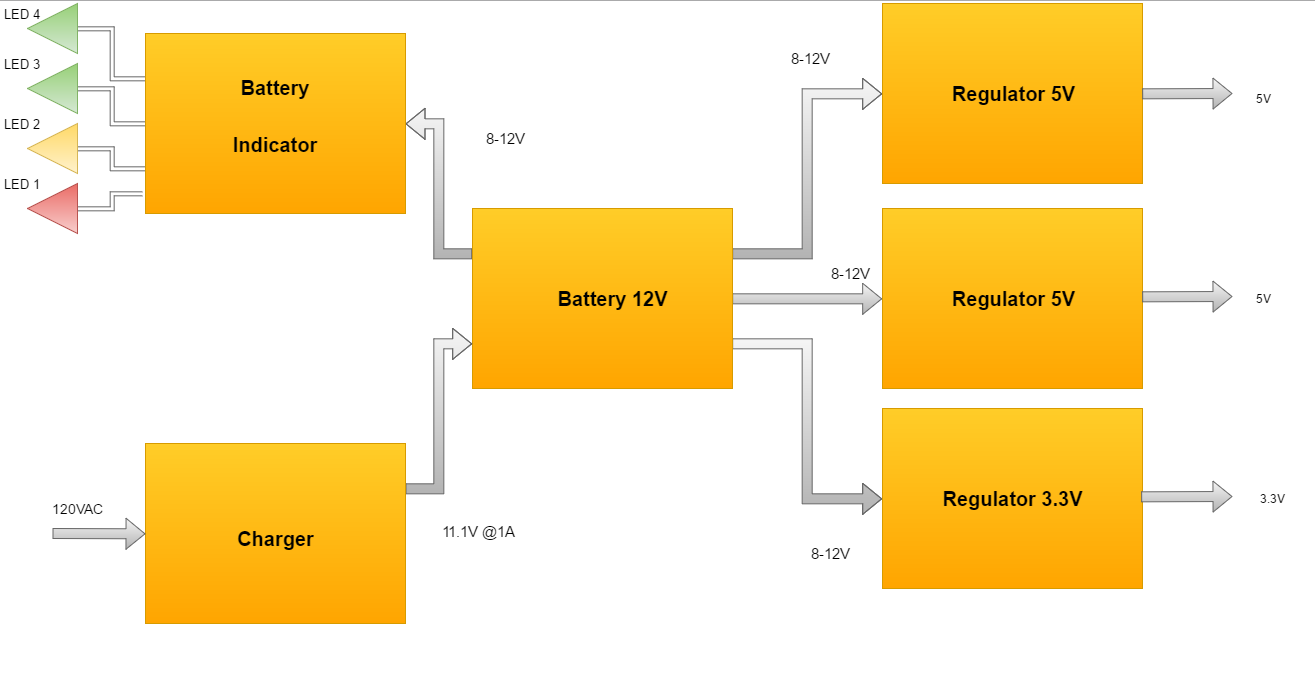 LED 4
LED 3
LED 2
LED 1
Battery
Indicator
8-12V
8-12V
Regulator 5V
5V
Battery 12V
8-12V
Regulator 5V
5V
120VAC
Charger
11.1V @1A
8-12V
Regulator 3.3V
3.3V